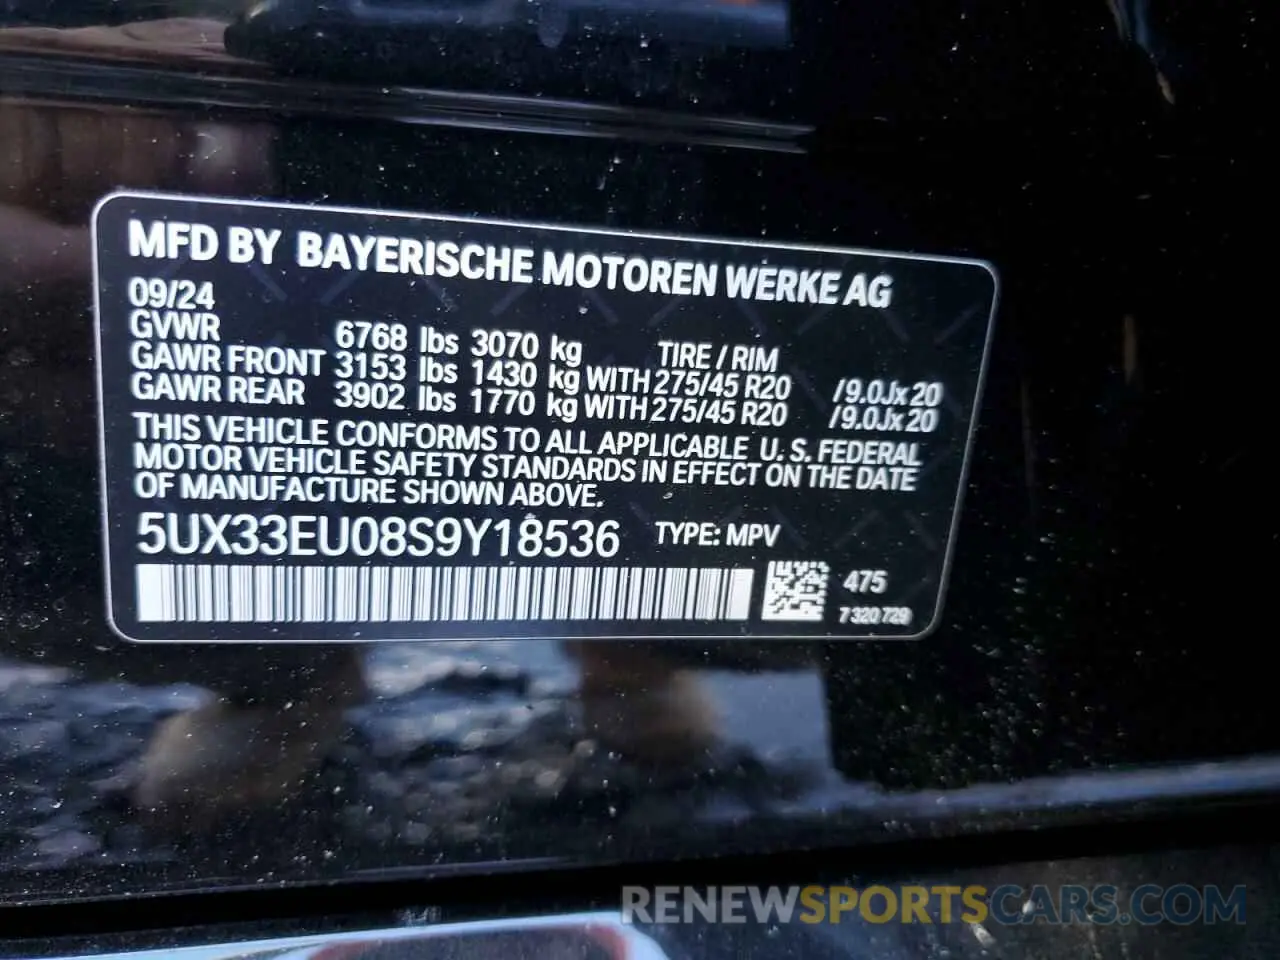 MFD BY BAYERISCHE MOTOREN WERKE AG
09/24
GVWR 6768 lbs 3070 kg TIRE / RIM
GAWR FRONT 3153 lbs 1430 kg WITH 275/45 R20 /9.0Jx20
GAWR REAR 3902 lbs 1770 kg WITH 275/45 R20 /9.0Jx20
THIS VEHICLE CONFORMS TO ALL APPLICABLE U.S. FEDERAL
MOTOR VEHICLE SAFETY STANDARDS IN EFFECT ON THE DATE
OF MANUFACTURE SHOWN ABOVE.
5UX33EU08S9Y18536 TYPE: MPV
475
7 320 729
RENEWSPORTSCARS.COM